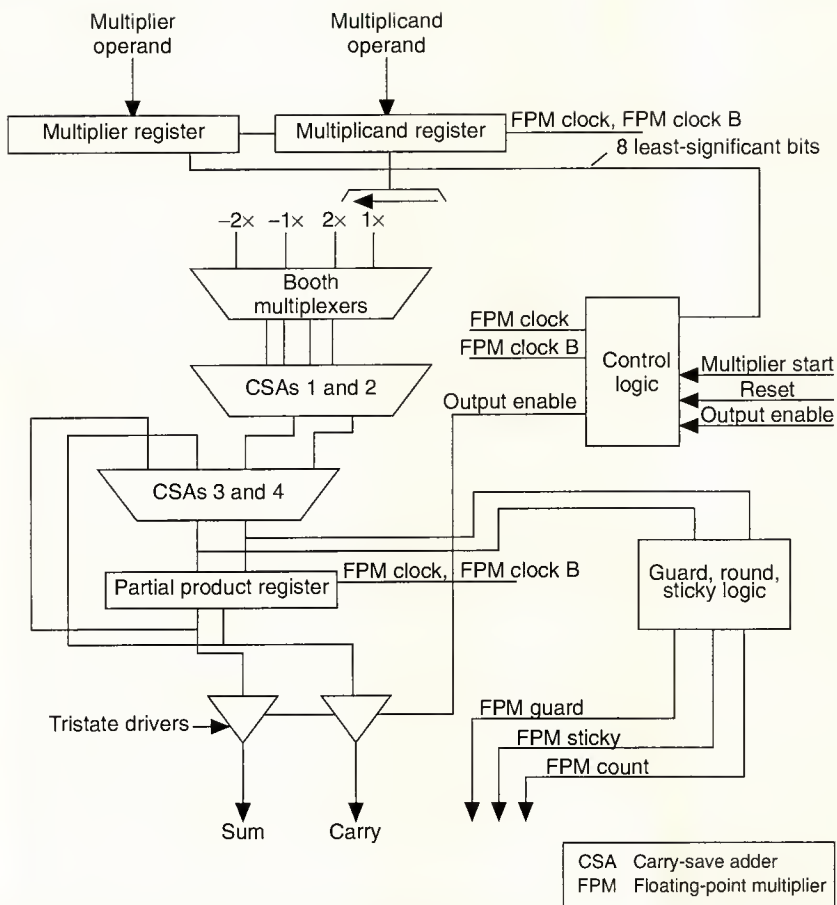 Multiplier
operand
Multiplicand
operand
Multiplier register
Multiplicand register
FPM clock, FPM clock B
8 least-significant bits
−2× −1× 2× 1×
Booth
multiplexers
FPM clock
FPM clock B
Control
logic
Multiplier start
Reset
Output enable
CSAs 1 and 2
Output enable
CSAs 3 and 4
Partial product register
FPM clock, FPM clock B
Guard, round,
sticky logic
Tristate drivers
FPM guard
FPM sticky
FPM count
Sum
Carry
CSA Carry-save adder
FPM Floating-point multiplier